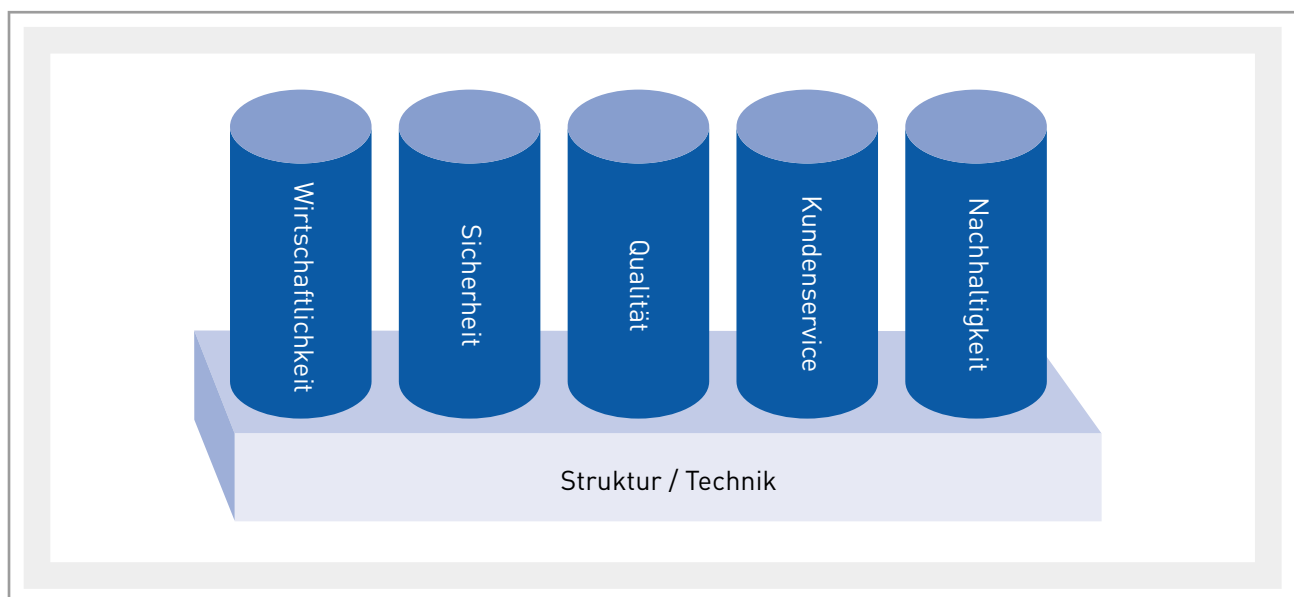 Wirtschaftlichkeit
Sicherheit
Qualität
Kundenservice
Nachhaltigkeit
Struktur / Technik